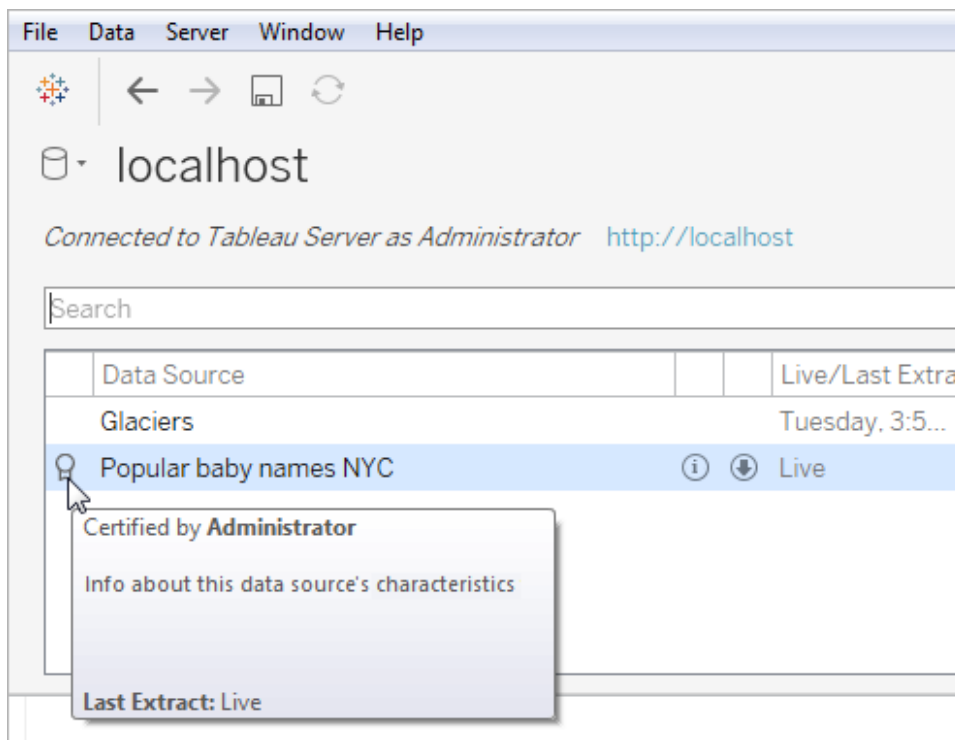 File Data Server Window Help
localhost
Connected to Tableau Server as Administrator http://localhost
Search
Data Source Live/Last Extra
Glaciers Tuesday, 3:5...
Popular baby names NYC Live
Certified by Administrator
Info about this data source's characteristics
Last Extract: Live